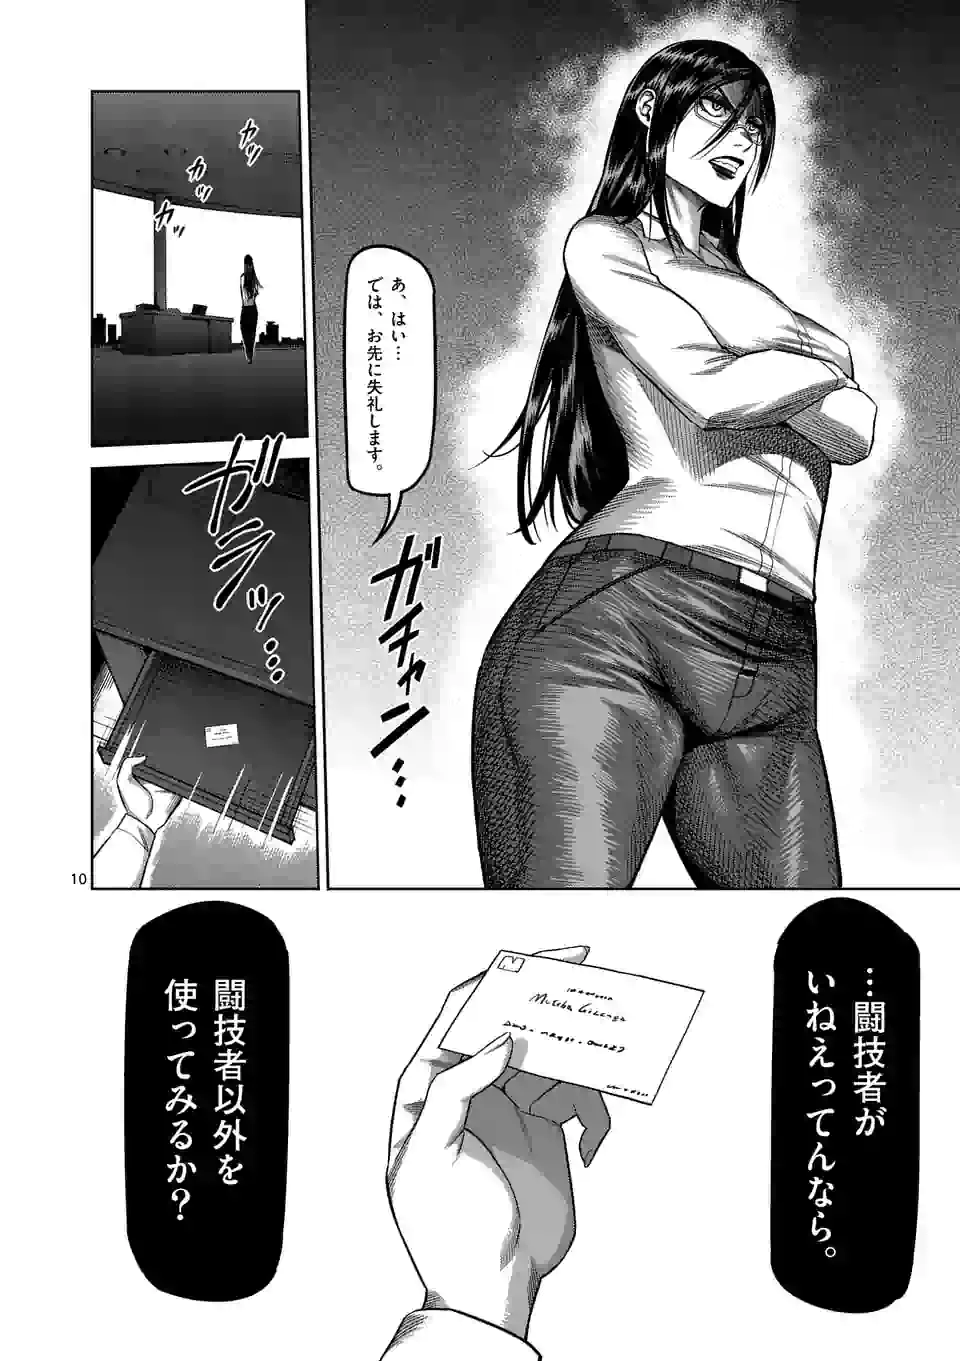 あ、はい…
では、お先に失礼します。
ガチャン…
カッ
カッ
カッ
ガラッ…
…闘技者が
いねえってんなら。
闘技者以外を
使ってみるか？
N
10